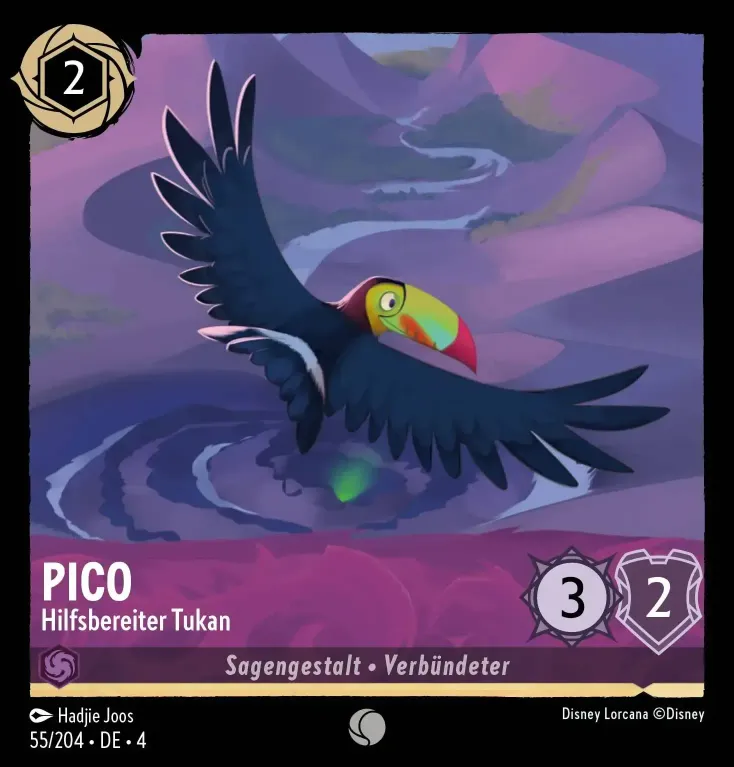 2
PICO
Hilfsbereiter Tukan
3
2
Sagengestalt • Verbündeter
Hadjie Joos
Disney Lorcana ©Disney
55/204 • DE • 4